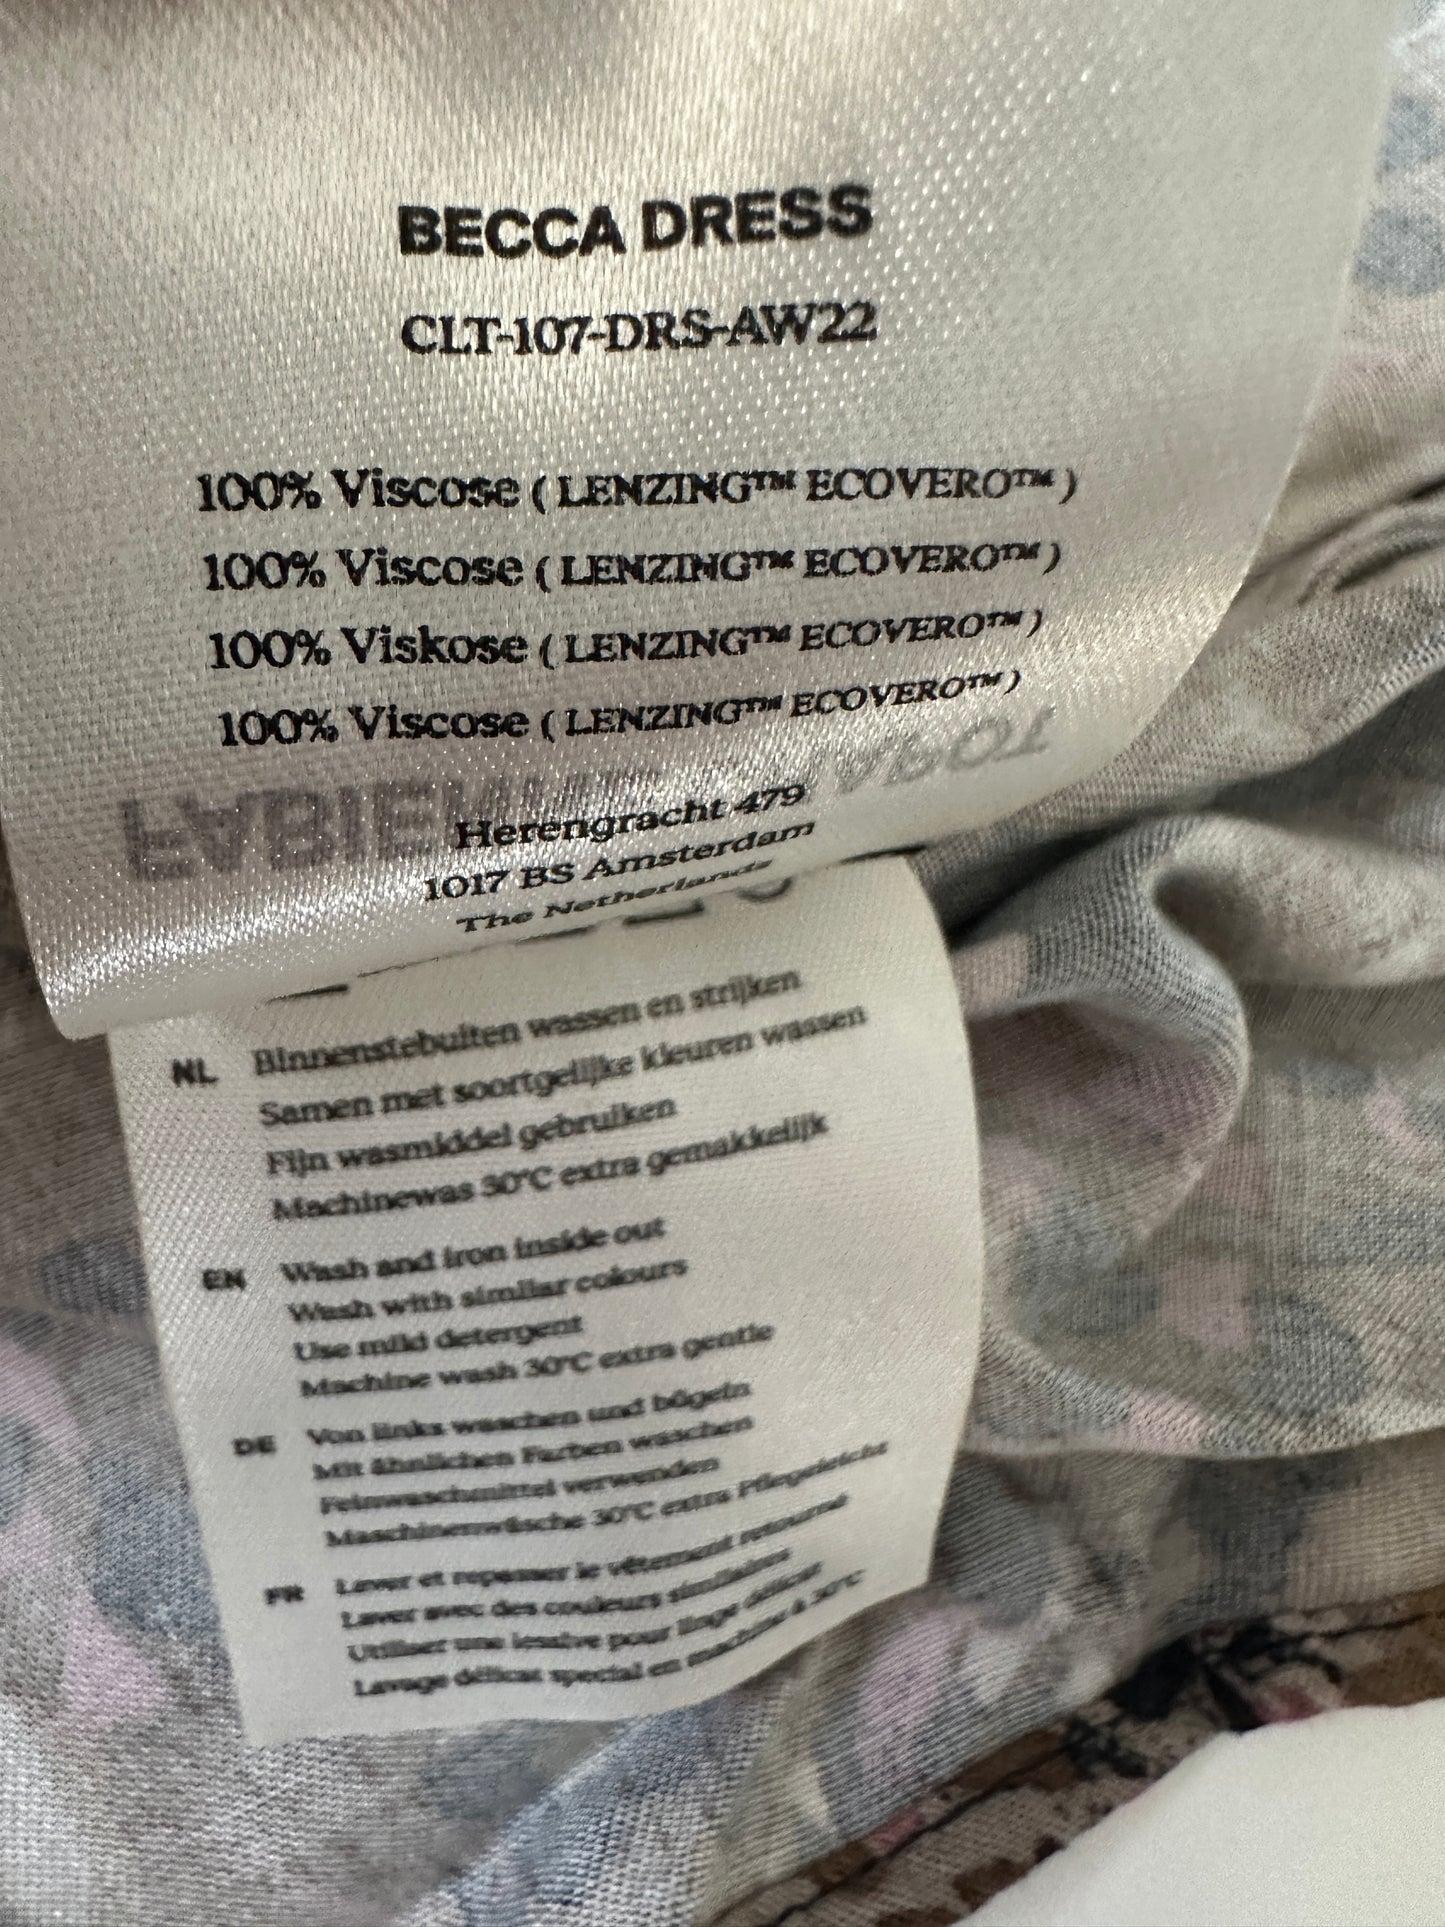 BECCA DRESS
CLT-107-DRS-AW22
100% Viscose ( LENZING™ ECOVERO™ )
100% Viscose ( LENZING™ ECOVERO™ )
100% Viskose ( LENZING™ ECOVERO™ )
100% Viscose ( LENZING™ ECOVERO™ )
Herengracht 479
1017 BS Amsterdam
The Netherlands
NL Binnenstebuiten wassen en strijken
Samen met soortgelijke kleuren wassen
Fijn wasmiddel gebruiken
Machinewas 30°C extra gemakkelijk
EN Wash and iron inside out
Wash with similar colours
Use mild detergent
Machine wash 30°C extra gentle
DE Von links waschen und bügeln
Mit ähnlichen Farben waschen
Feinwaschmittel verwenden
Maschinenwäsche 30°C extra Pflegeleicht
FR Laver et repasser le vêtement retourné
Laver avec des couleurs similaires
Utiliser une lessive pour linge délicat
Lavage délicat special en machine à 30°C